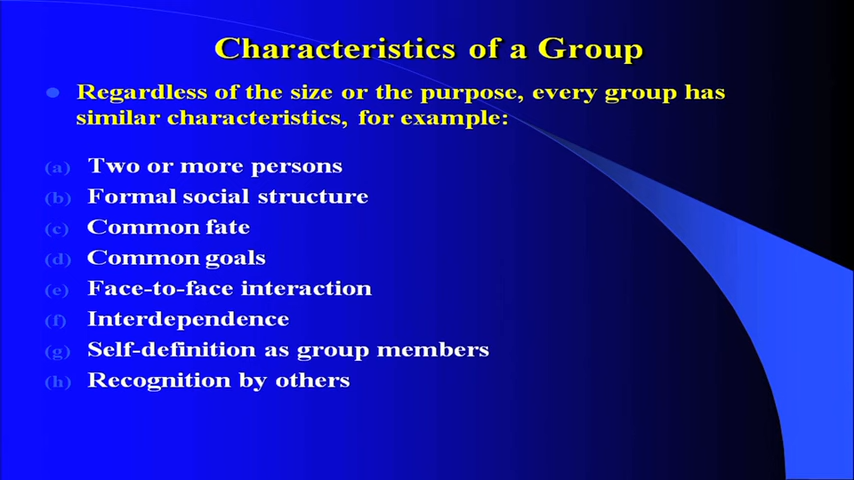 Characteristics of a Group
Regardless of the size or the purpose, every group has
similar characteristics, for example:
(a) Two or more persons
(b) Formal social structure
(c) Common fate
(d) Common goals
(e) Face-to-face interaction
(f) Interdependence
(g) Self-definition as group members
(h) Recognition by others